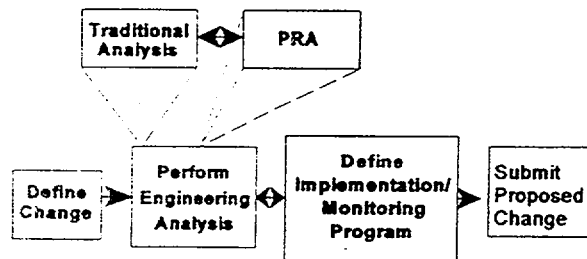 Traditional
Analysis
PRA
Define
Change
Perform
Engineering
Analysis
Define
Implementation/
Monitoring
Program
Submit
Proposed
Change